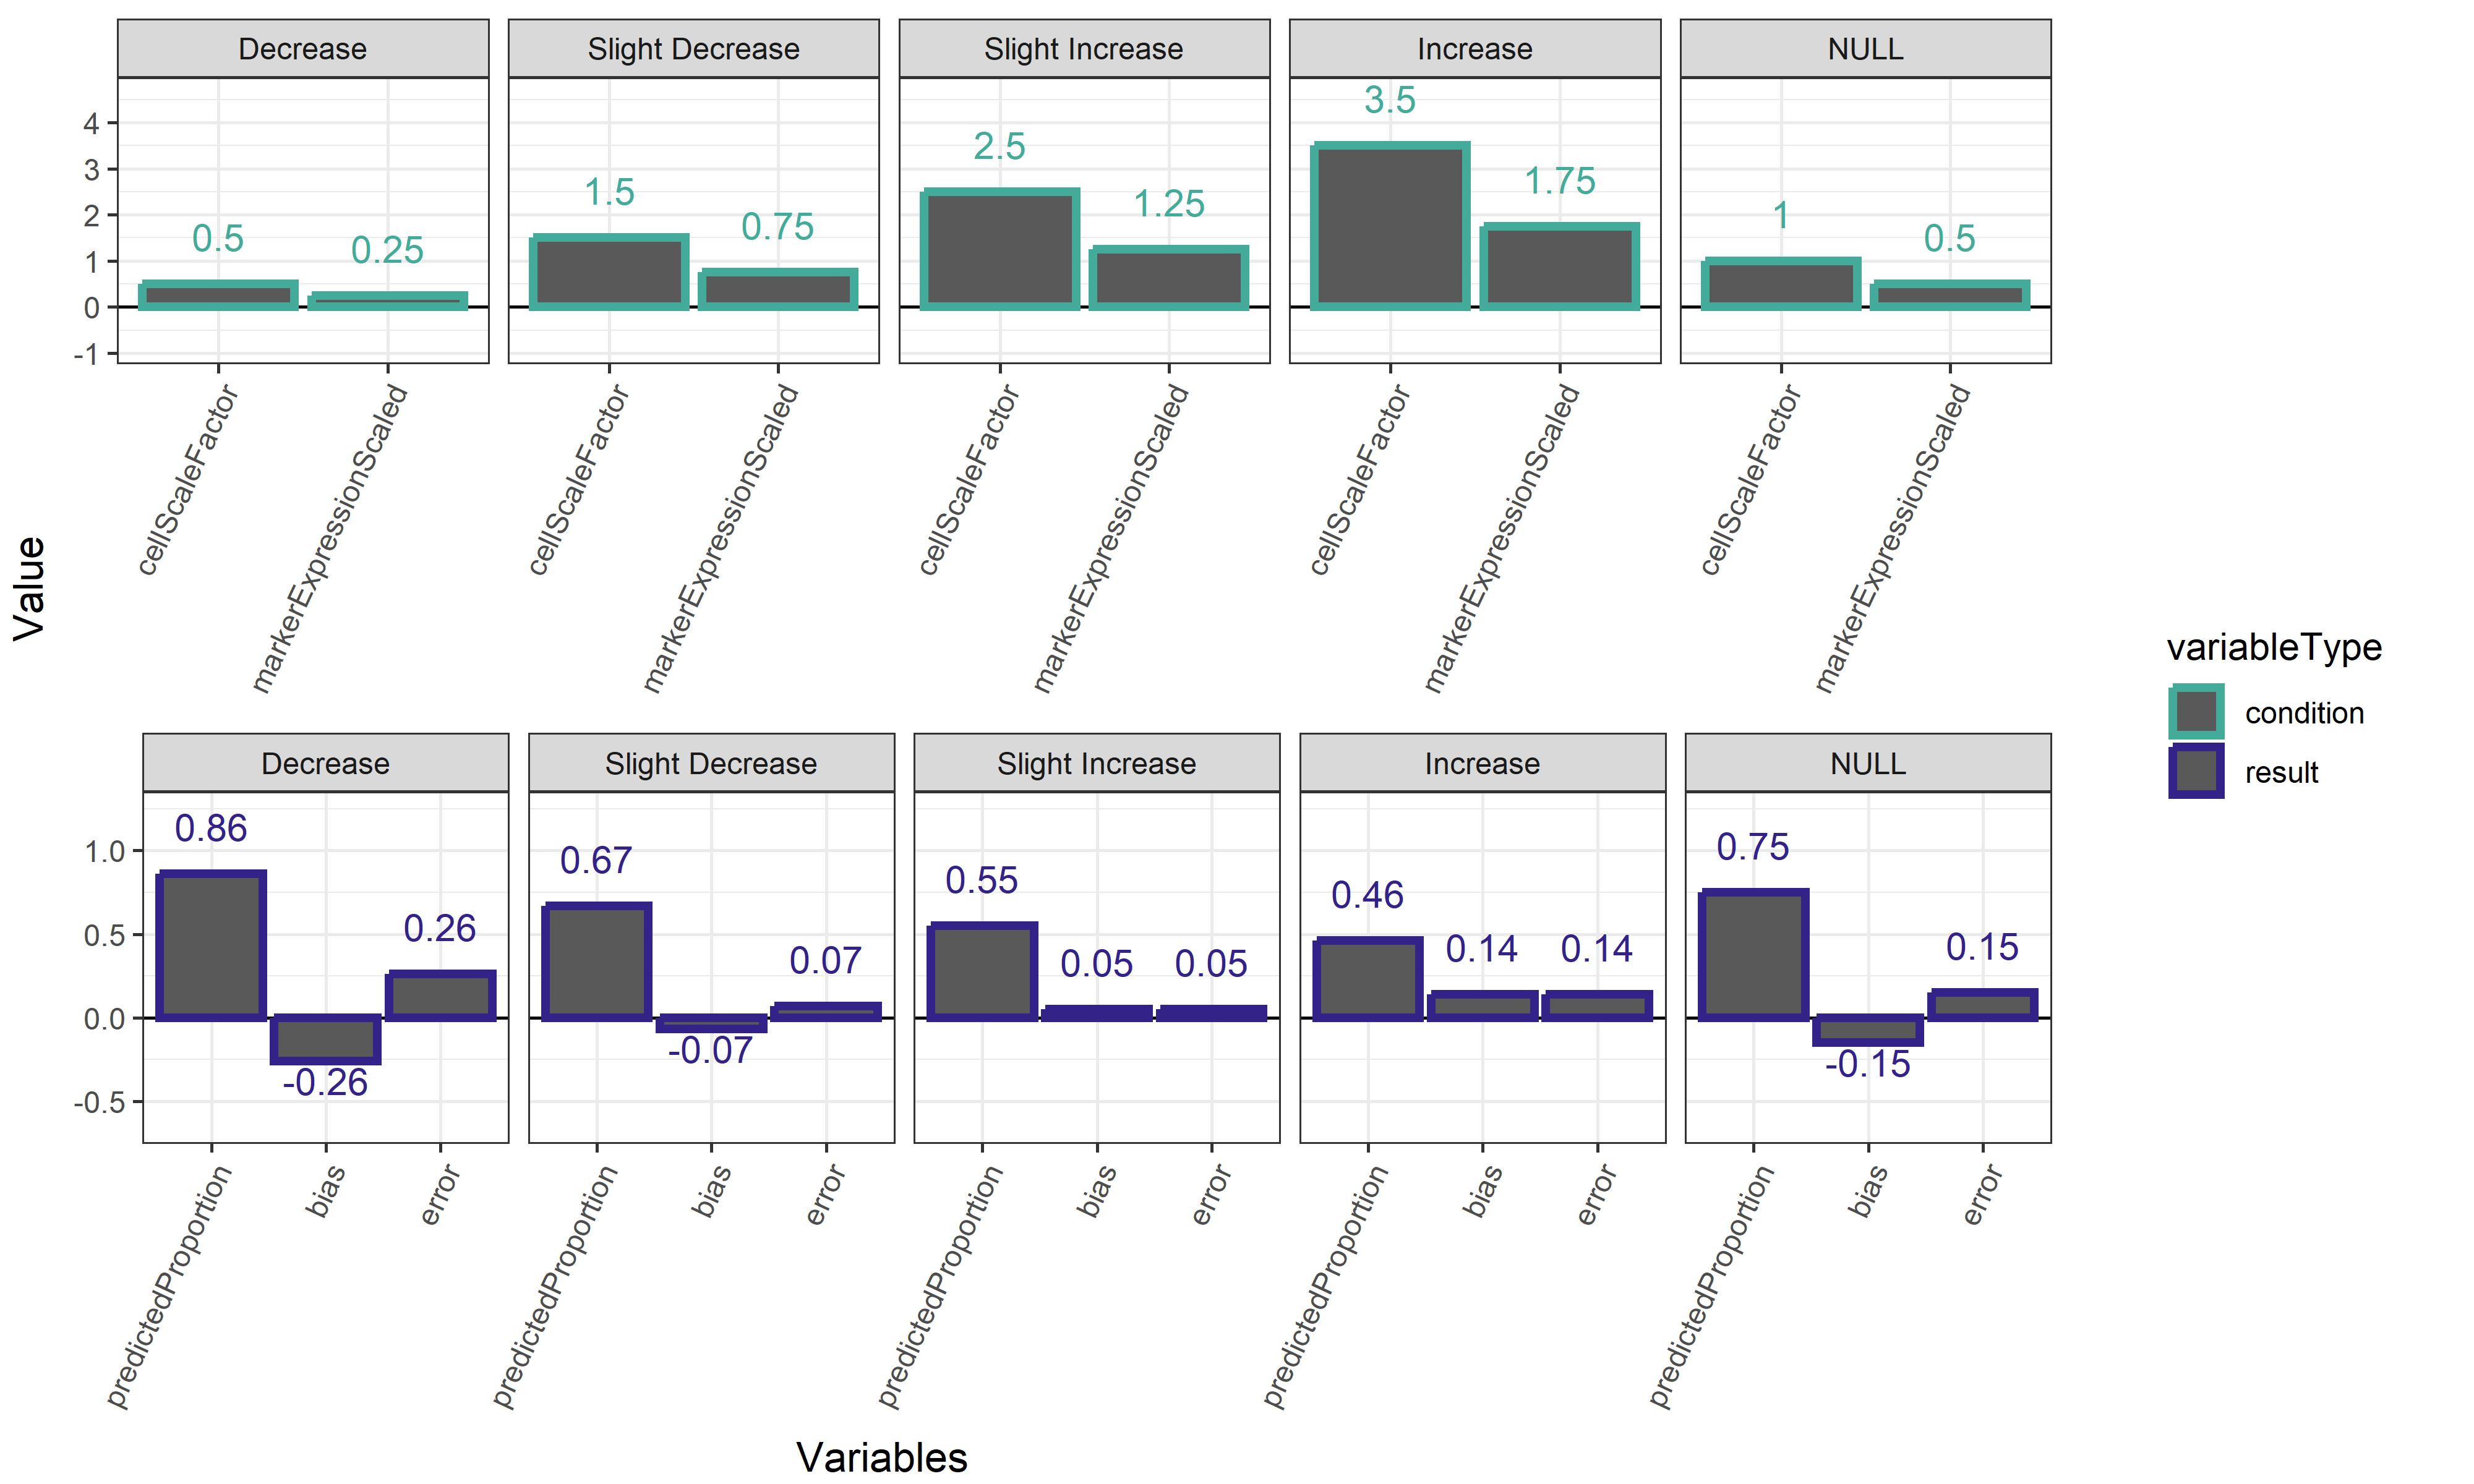 Decrease
Slight Decrease
Slight Increase
Increase
NULL
4
3
2
1
0
-1
0.5
0.25
1.5
0.75
2.5
1.25
3.5
1.75
1
0.5
cellScaleFactor
markerExpressionScaled
cellScaleFactor
markerExpressionScaled
cellScaleFactor
markerExpressionScaled
cellScaleFactor
markerExpressionScaled
cellScaleFactor
markerExpressionScaled
Value
Decrease
Slight Decrease
Slight Increase
Increase
NULL
1.0
0.5
0.0
-0.5
0.86
-0.26
0.26
0.67
-0.07
0.07
0.55
0.05
0.05
0.46
0.14
0.14
0.75
-0.15
0.15
predictedProportion
bias
error
predictedProportion
bias
error
predictedProportion
bias
error
predictedProportion
bias
error
predictedProportion
bias
error
Variables
variableType
condition
result